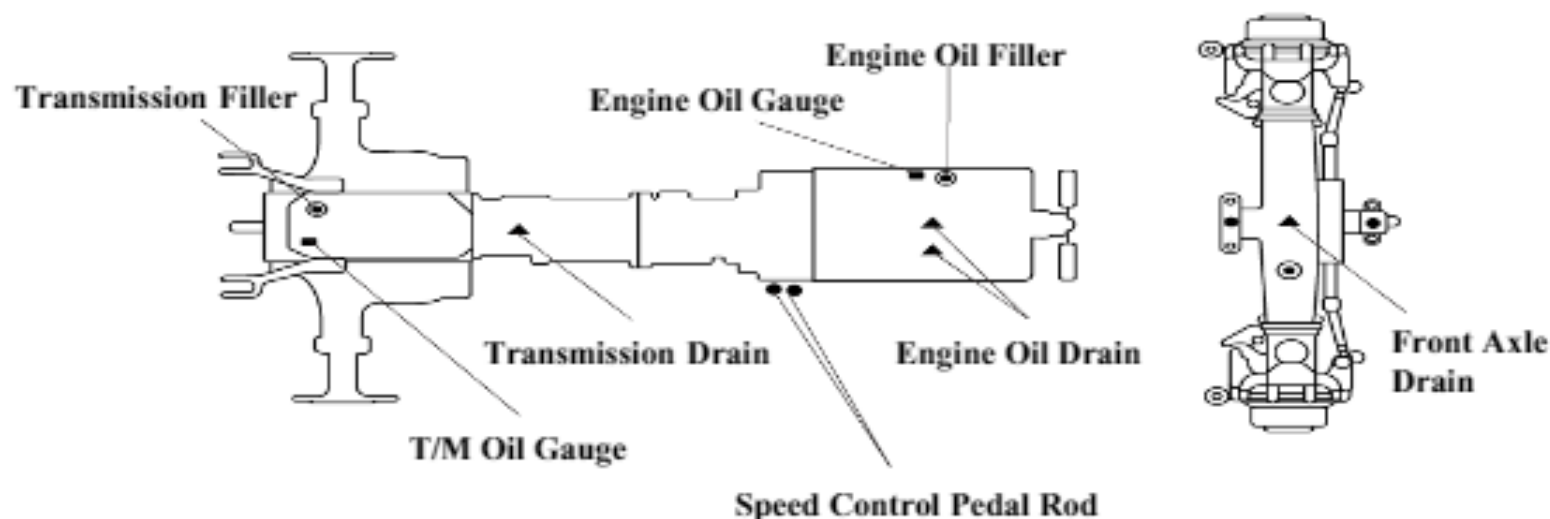 Engine Oil Filler
Transmission Filler
Engine Oil Gauge
Transmission Drain
Engine Oil Drain
Front Axle
Drain
T/M Oil Gauge
Speed Control Pedal Rod